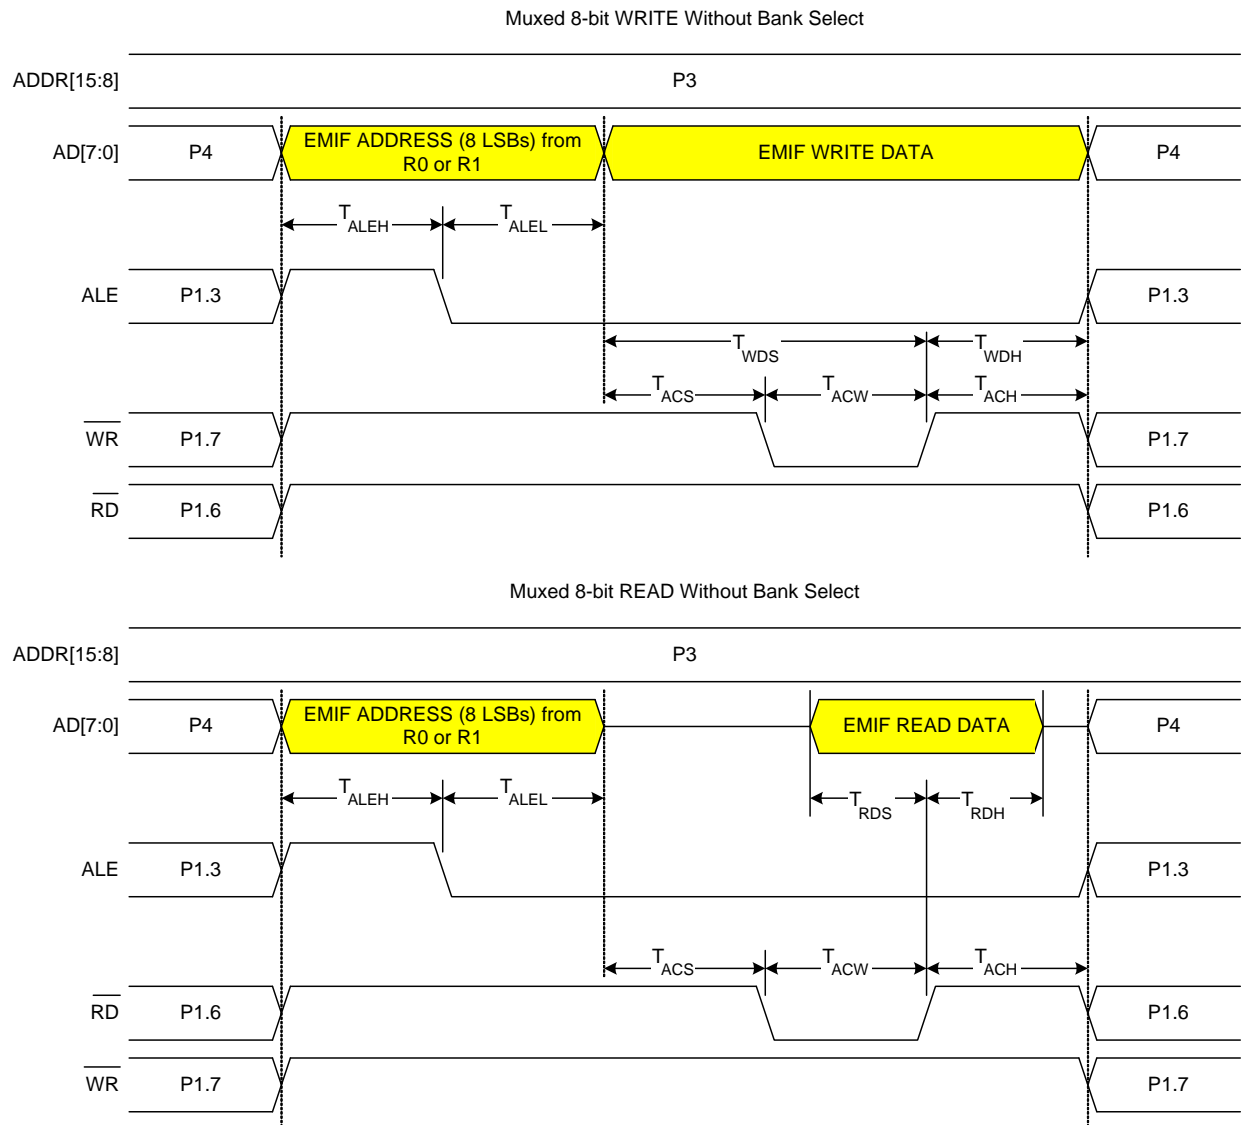 Muxed 8-bit WRITE Without Bank Select
ADDR[15:8] P3
AD[7:0] P4 EMIF ADDRESS (8 LSBs) from R0 or R1 EMIF WRITE DATA P4
TALEH TALEL
ALE P1.3 P1.3
TWDS TWDH
TACS TACW TACH
WR P1.7 P1.7
RD P1.6 P1.6
Muxed 8-bit READ Without Bank Select
ADDR[15:8] P3
AD[7:0] P4 EMIF ADDRESS (8 LSBs) from R0 or R1 EMIF READ DATA P4
TALEH TALEL TRDS TRDH
ALE P1.3 P1.3
TACS TACW TACH
RD P1.6 P1.6
WR P1.7 P1.7